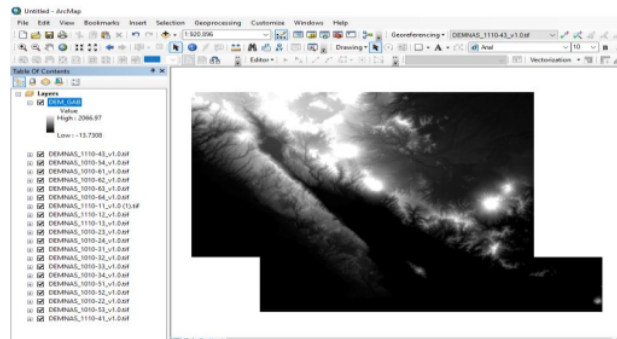 Untitled - ArcMap
File Edit View Bookmarks Insert Selection Geoprocessing Customize Windows Help
1:920,996 Georeferencing DEMNAS_1110-43_v1.0.tif
Drawing A Arial 10 B
Editor Vectorization
Table Of Contents
Layers
DEM_GAB
Value
High : 2066.97
Low : -13.7308
DEMNAS_1110-43_v1.0.tif
DEMNAS_1010-54_v1.0.tif
DEMNAS_1010-61_v1.0.tif
DEMNAS_1010-62_v1.0.tif
DEMNAS_1010-63_v1.0.tif
DEMNAS_1010-64_v1.0.tif
DEMNAS_1110-11_v1.0 (1).tif
DEMNAS_1110-12_v1.0.tif
DEMNAS_1110-13_v1.0.tif
DEMNAS_1010-23_v1.0.tif
DEMNAS_1010-24_v1.0.tif
DEMNAS_1010-31_v1.0.tif
DEMNAS_1010-32_v1.0.tif
DEMNAS_1010-33_v1.0.tif
DEMNAS_1010-34_v1.0.tif
DEMNAS_1010-51_v1.0.tif
DEMNAS_1010-52_v1.0.tif
DEMNAS_1010-22_v1.0.tif
DEMNAS_1010-53_v1.0.tif
DEMNAS_1110-41_v1.0.tif